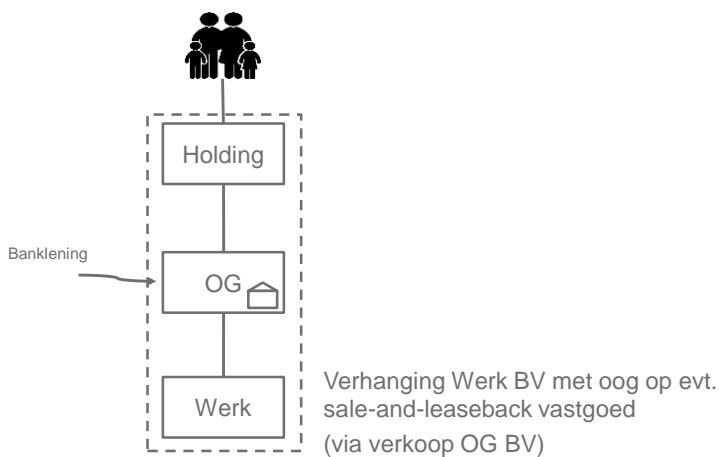 Holding
Banklening
OG
Werk
Verhanging Werk BV met oog op evt.
sale-and-leaseback vastgoed
(via verkoop OG BV)